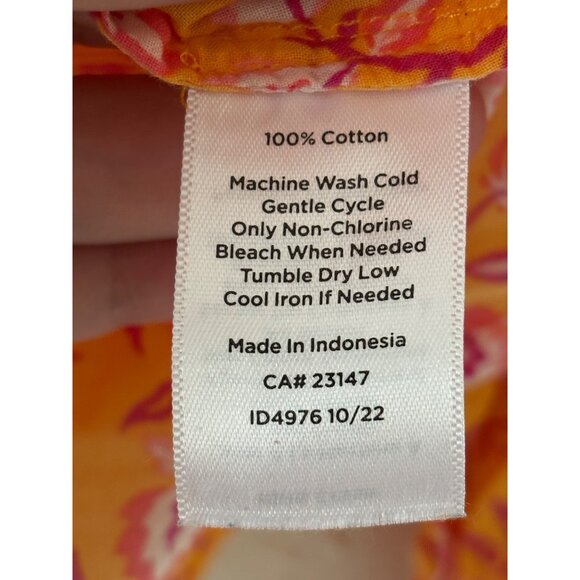 100% Cotton
Machine Wash Cold
Gentle Cycle
Only Non-Chlorine
Bleach When Needed
Tumble Dry Low
Cool Iron If Needed
Made In Indonesia
CA# 23147
ID4976 10/22